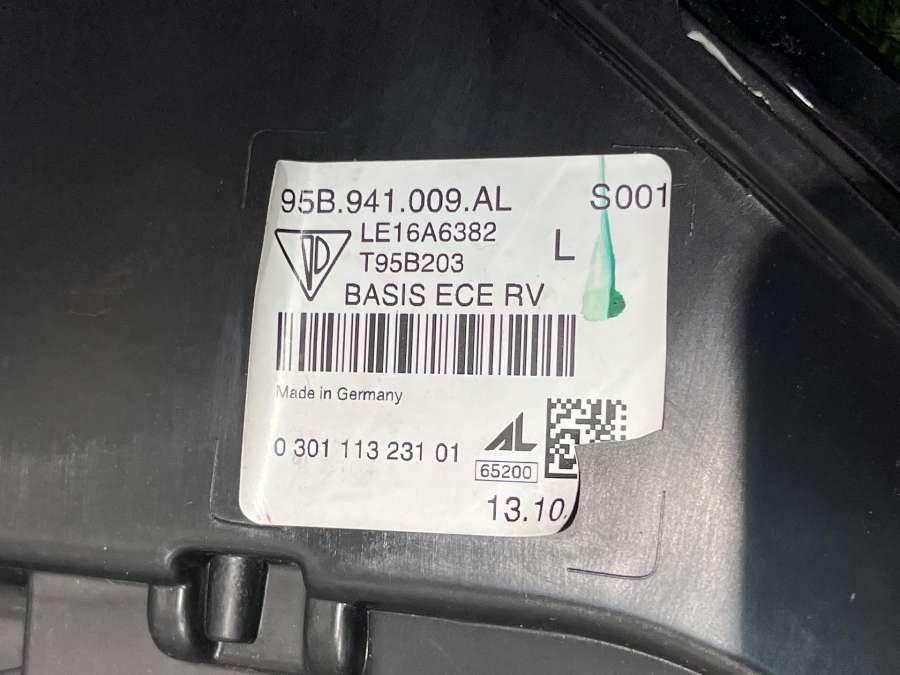 95B.941.009.AL S001
LE16A6382
T95B203 L
BASIS ECE RV
Made in Germany
0 301 113 231 01 AL
65200
13.10.